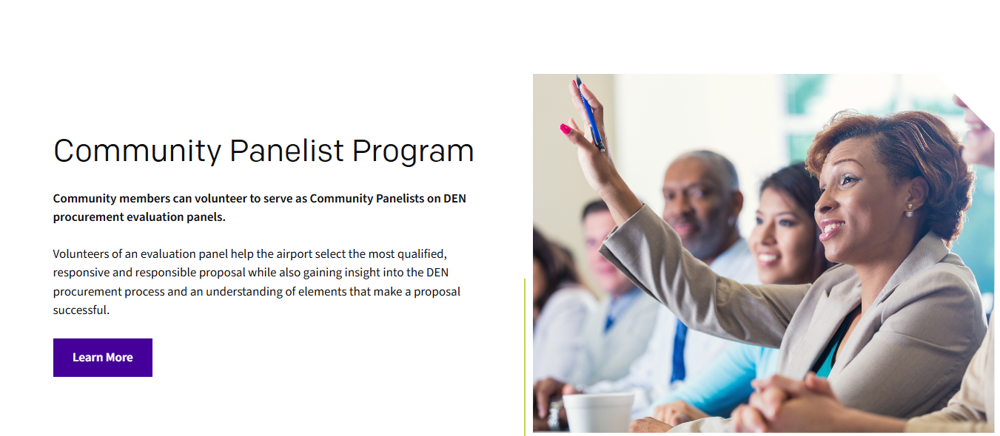 Community Panelist Program
Community members can volunteer to serve as Community Panelists on DEN
procurement evaluation panels.
Volunteers of an evaluation panel help the airport select the most qualified,
responsive and responsible proposal while also gaining insight into the DEN
procurement process and an understanding of elements that make a proposal
successful.
Learn More